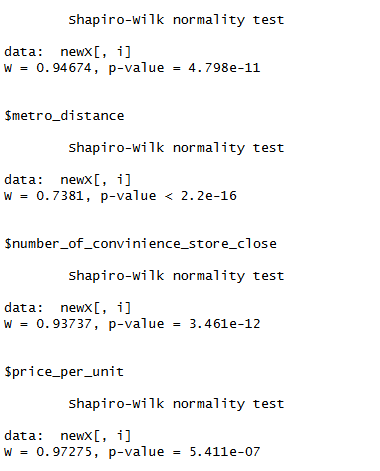 Shapiro-Wilk normality test
data:  newX[, i]
W = 0.94674, p-value = 4.798e-11
$metro_distance
Shapiro-Wilk normality test
data:  newX[, i]
W = 0.7381, p-value < 2.2e-16
$number_of_convinience_store_close
Shapiro-Wilk normality test
data:  newX[, i]
W = 0.93737, p-value = 3.461e-12
$price_per_unit
Shapiro-Wilk normality test
data:  newX[, i]
W = 0.97275, p-value = 5.411e-07